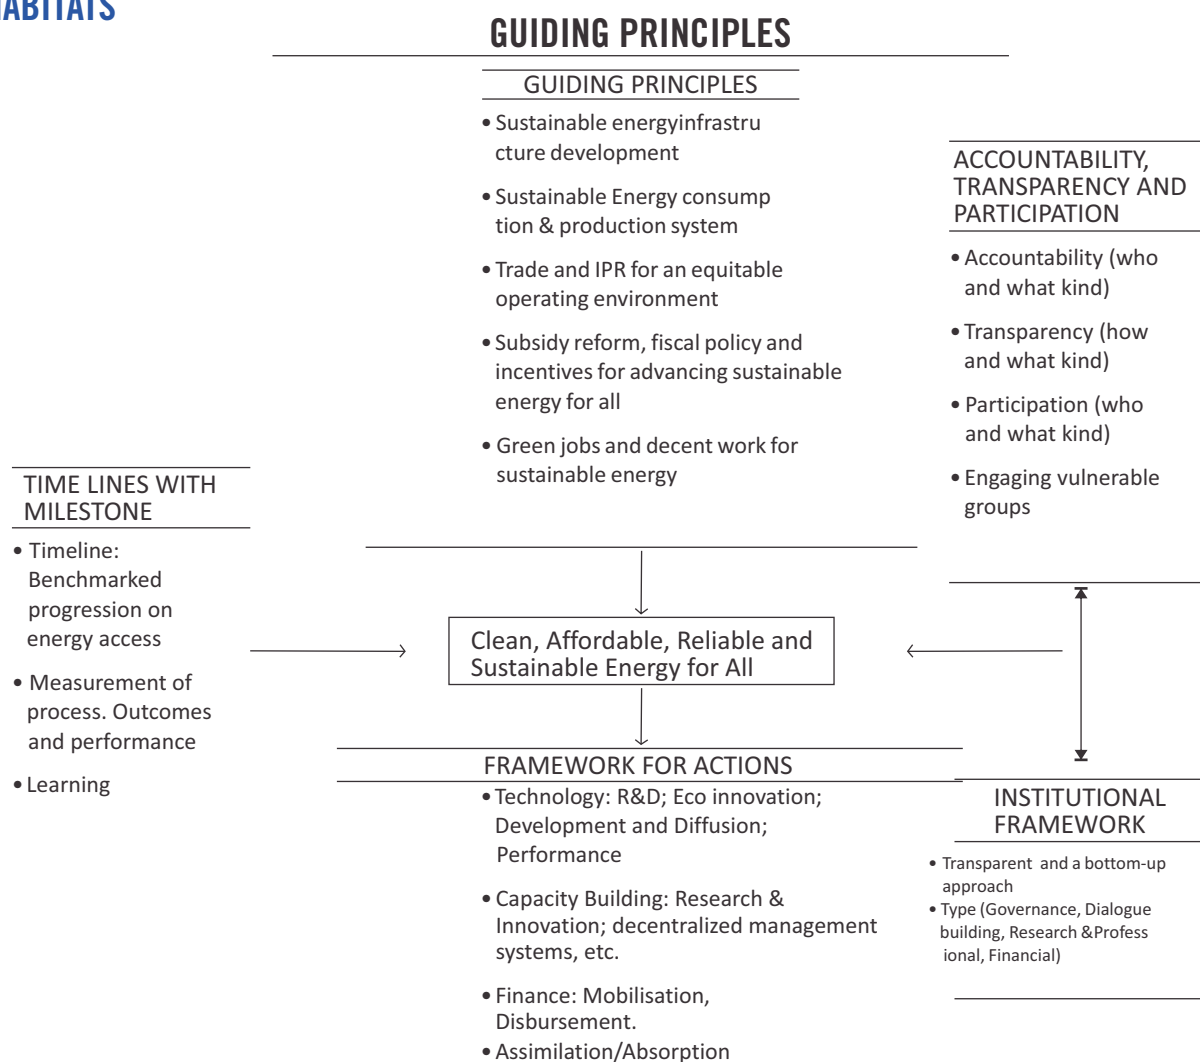 HABITATS
GUIDING PRINCIPLES
GUIDING PRINCIPLES
• Sustainable energyinfrastru
cture development
• Sustainable Energy consump
tion & production system
• Trade and IPR for an equitable
operating environment
• Subsidy reform, fiscal policy and
incentives for advancing sustainable
energy for all
• Green jobs and decent work for
sustainable energy
ACCOUNTABILITY,
TRANSPARENCY AND
PARTICIPATION
• Accountability (who
and what kind)
• Transparency (how
and what kind)
• Participation (who
and what kind)
• Engaging vulnerable
groups
TIME LINES WITH
MILESTONE
• Timeline:
Benchmarked
progression on
energy access
• Measurement of
process. Outcomes
and performance
• Learning
Clean, Affordable, Reliable and
Sustainable Energy for All
FRAMEWORK FOR ACTIONS
• Technology: R&D; Eco innovation;
Development and Diffusion;
Performance
• Capacity Building: Research &
Innovation; decentralized management
systems, etc.
• Finance: Mobilisation,
Disbursement.
• Assimilation/Absorption
INSTITUTIONAL
FRAMEWORK
• Transparent and a bottom-up
approach
• Type (Governance, Dialogue
building, Research &Profess
ional, Financial)